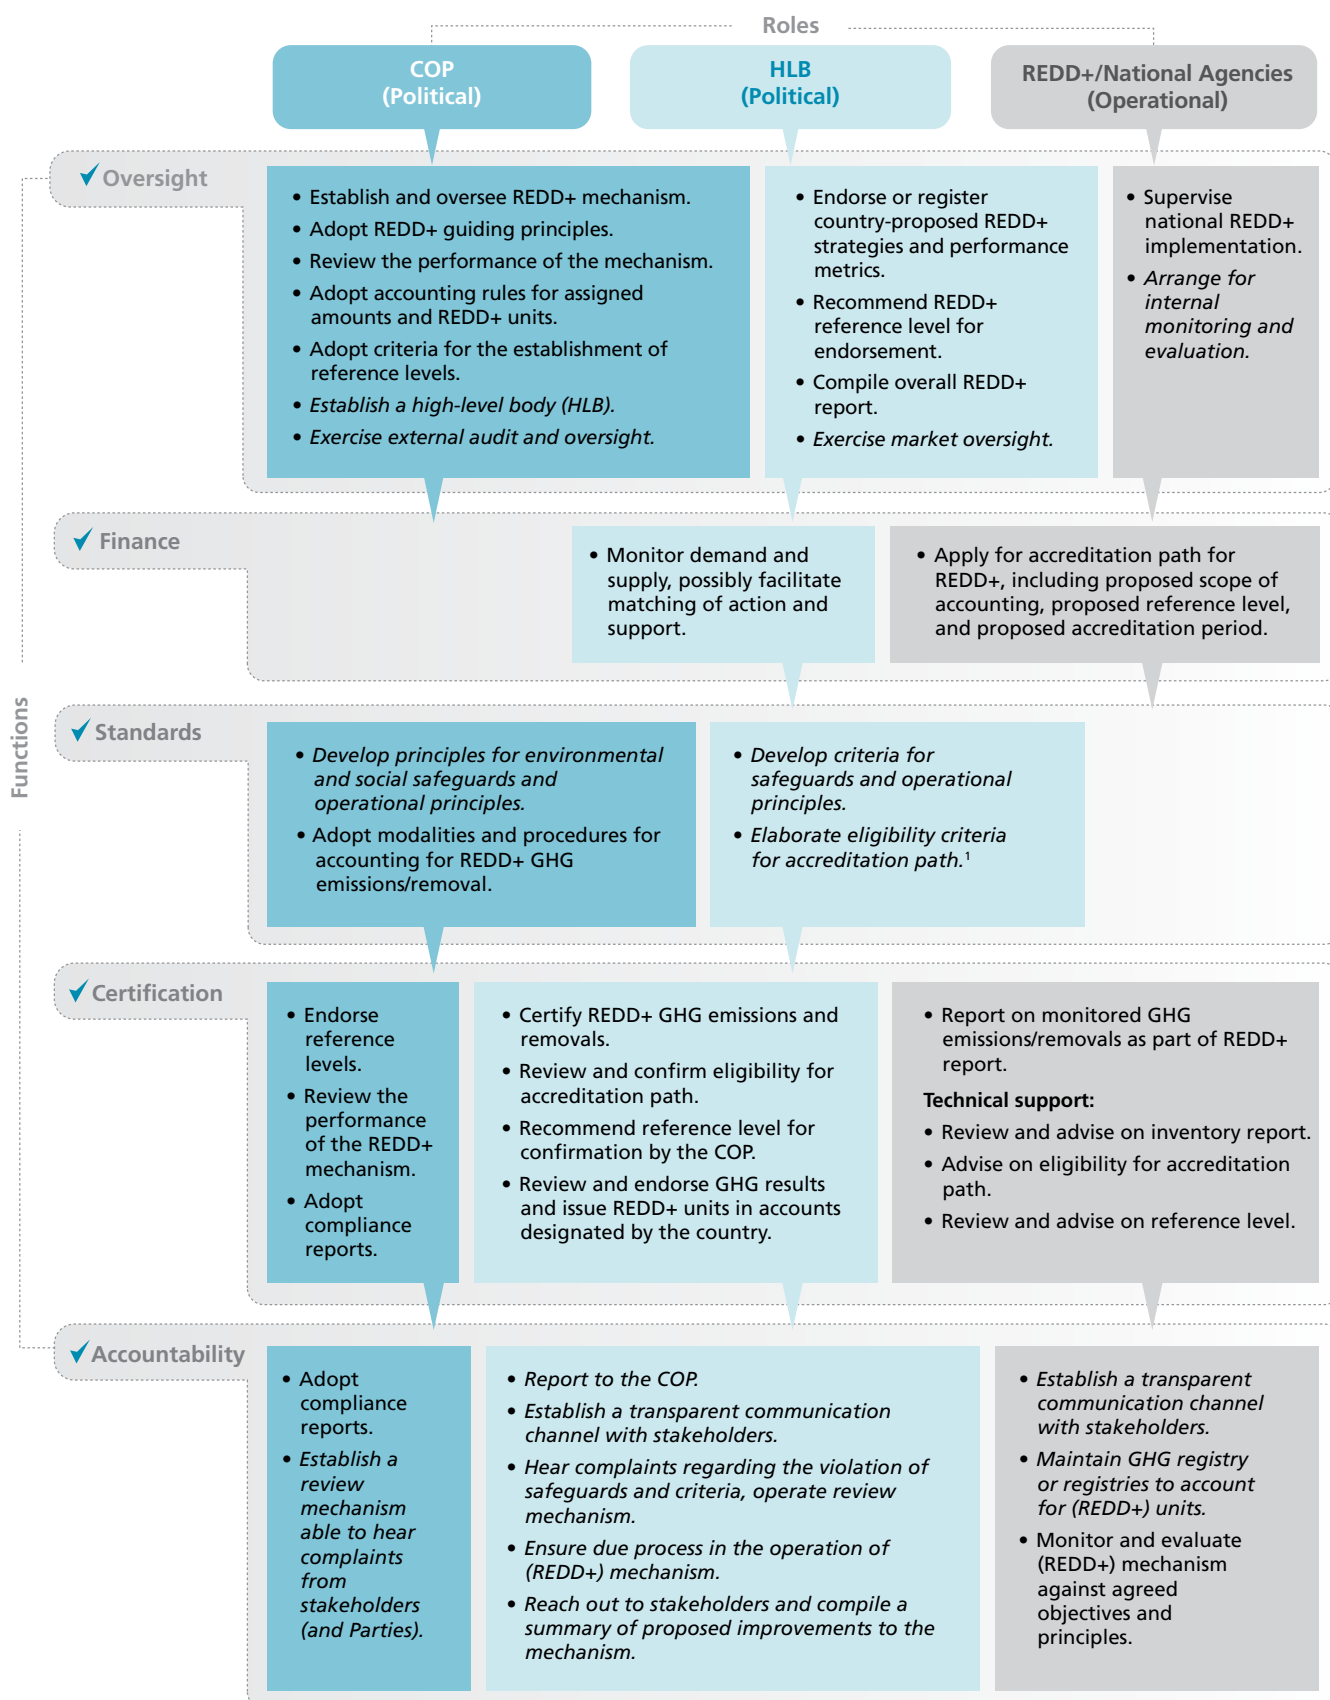 Roles
COP
(Political)
HLB
(Political)
REDD+/National Agencies
(Operational)
Functions
Oversight
• Establish and oversee REDD+ mechanism.
• Adopt REDD+ guiding principles.
• Review the performance of the mechanism.
• Adopt accounting rules for assigned
amounts and REDD+ units.
• Adopt criteria for the establishment of
reference levels.
• Establish a high-level body (HLB).
• Exercise external audit and oversight.
• Endorse or register
country-proposed REDD+
strategies and performance
metrics.
• Recommend REDD+
reference level for
endorsement.
• Compile overall REDD+
report.
• Exercise market oversight.
• Supervise
national REDD+
implementation.
• Arrange for
internal
monitoring and
evaluation.
Finance
• Monitor demand and
supply, possibly facilitate
matching of action and
support.
• Apply for accreditation path for
REDD+, including proposed scope of
accounting, proposed reference level,
and proposed accreditation period.
Standards
• Develop principles for environmental
and social safeguards and
operational principles.
• Adopt modalities and procedures for
accounting for REDD+ GHG
emissions/removal.
• Develop criteria for
safeguards and operational
principles.
• Elaborate eligibility criteria
for accreditation path.¹
Certification
• Endorse
reference
levels.
• Review the
performance
of the REDD+
mechanism.
• Adopt
compliance
reports.
• Certify REDD+ GHG emissions and
removals.
• Review and confirm eligibility for
accreditation path.
• Recommend reference level for
confirmation by the COP.
• Review and endorse GHG results
and issue REDD+ units in accounts
designated by the country.
• Report on monitored GHG
emissions/removals as part of REDD+
report.
Technical support:
• Review and advise on inventory report.
• Advise on eligibility for accreditation
path.
• Review and advise on reference level.
Accountability
• Adopt
compliance
reports.
• Establish a
review
mechanism
able to hear
complaints
from
stakeholders
(and Parties).
• Report to the COP.
• Establish a transparent communication
channel with stakeholders.
• Hear complaints regarding the violation of
safeguards and criteria, operate review
mechanism.
• Ensure due process in the operation of
(REDD+) mechanism.
• Reach out to stakeholders and compile a
summary of proposed improvements to the
mechanism.
• Establish a transparent
communication channel
with stakeholders.
• Maintain GHG registry
or registries to account
for (REDD+) units.
• Monitor and evaluate
(REDD+) mechanism
against agreed
objectives and
principles.